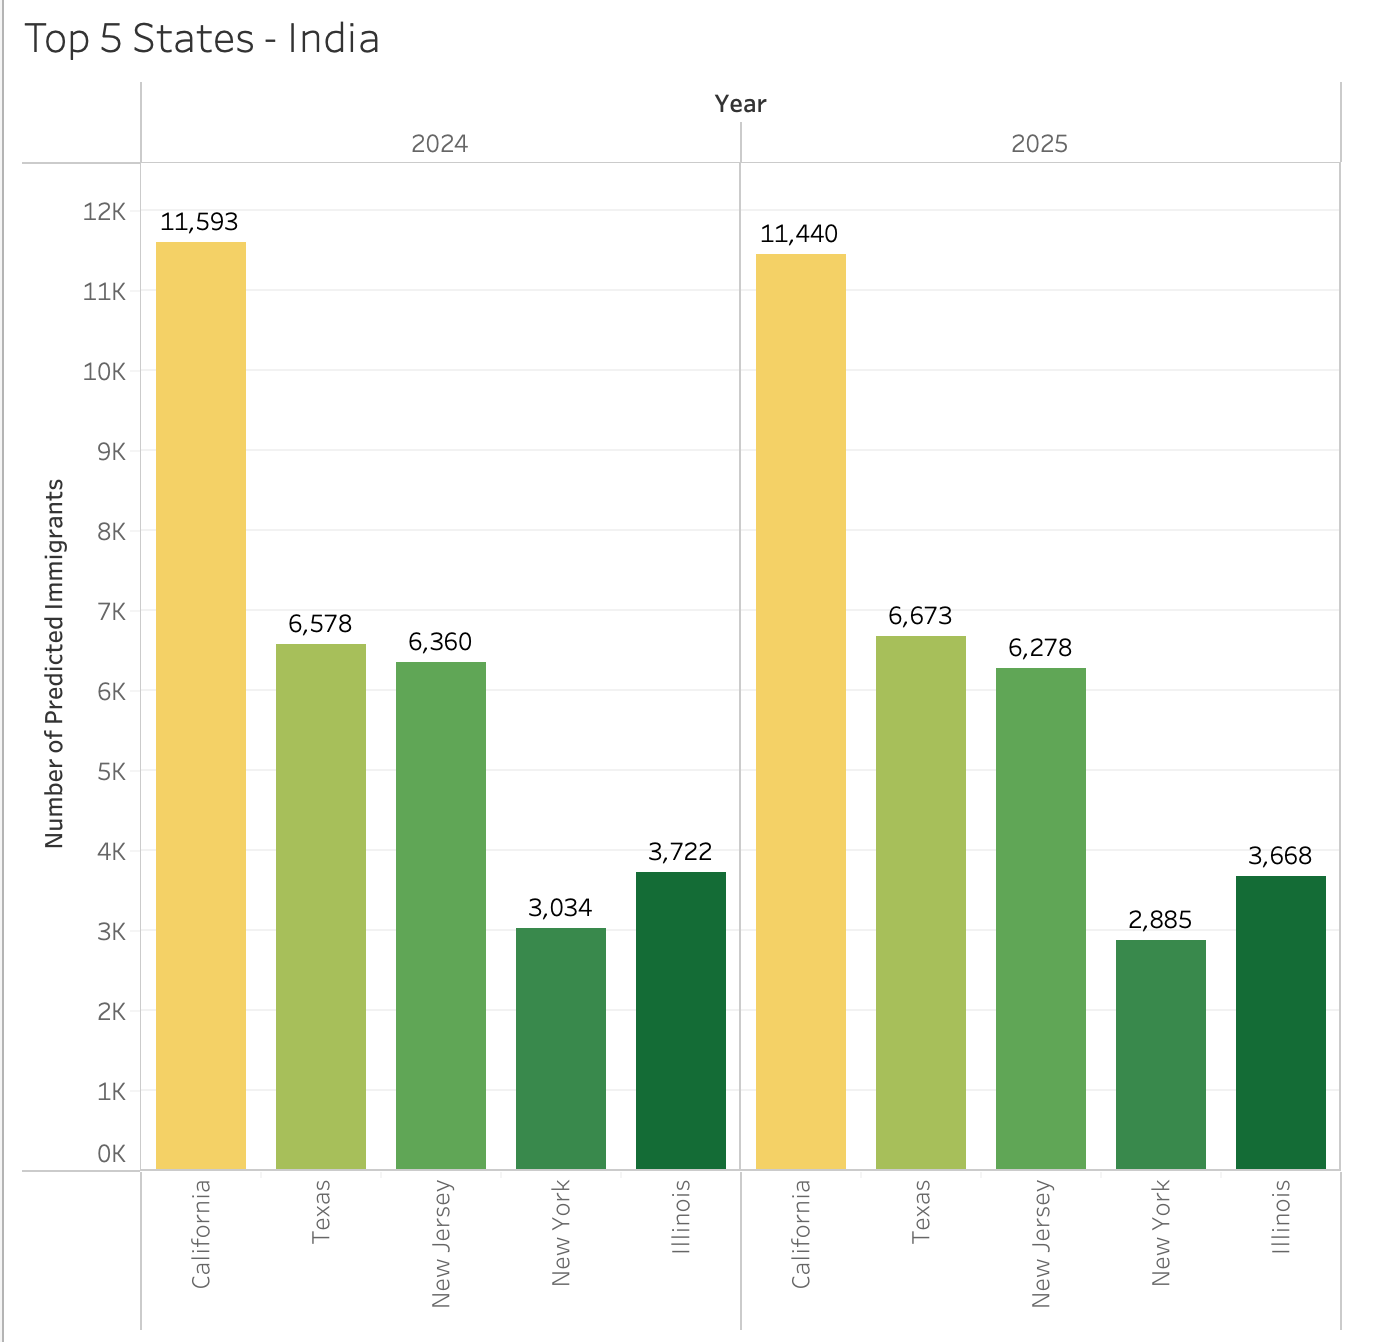 Top 5 States - India
Year
2024
2025
Number of Predicted Immigrants
12K
11K
10K
9K
8K
7K
6K
5K
4K
3K
2K
1K
0K
11,593
6,578
6,360
3,034
3,722
11,440
6,673
6,278
2,885
3,668
California
Texas
New Jersey
New York
Illinois
California
Texas
New Jersey
New York
Illinois